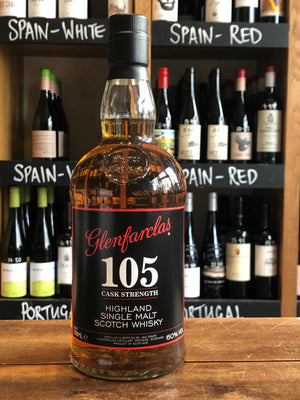 SPAIN-WHITE
SPAIN-RED
SPAIN-
SPAIN-RED
PORTUGAL
PORTUGAL
Glenfarclas
105
CASK STRENGTH
HIGHLAND
SINGLE MALT
SCOTCH WHISKY
60% VOL